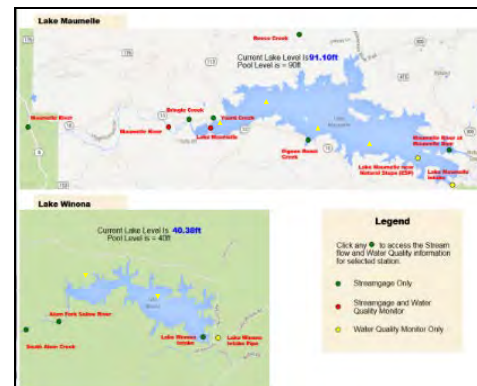 Lake Maumelle
Reece Creek
Current Lake Level Is 91.10ft
Pool Level is = 90ft
Maumelle River
Bringle Creek
Yount Creek
Maumelle River
Lake Maumelle
Pigeon Roost
Creek
Maumelle River at
Maumelle Dam
Lake Maumelle near
Natural Steps (ESP)
Lake Maumelle
Intake
Lake Winona
Current Lake Level Is 40.38ft
Pool Level is = 40ft
Alum Fork Saline River
South Alum Creek
Lake Winona
Intake
Lake Winona
Intake Pipe
Legend
Click any to access the Stream
flow and Water Quality information
for selected station.
Streamgage Only
Streamgage and Water
Quality Monitor
Water Quality Monitor Only